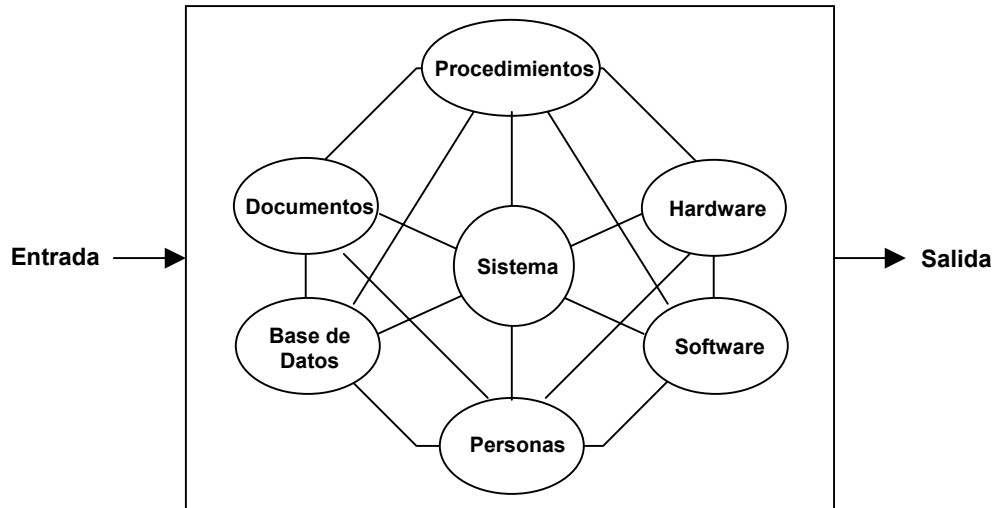 Procedimientos
Documentos
Hardware
Entrada
Sistema
Salida
Base de
Datos
Software
Personas